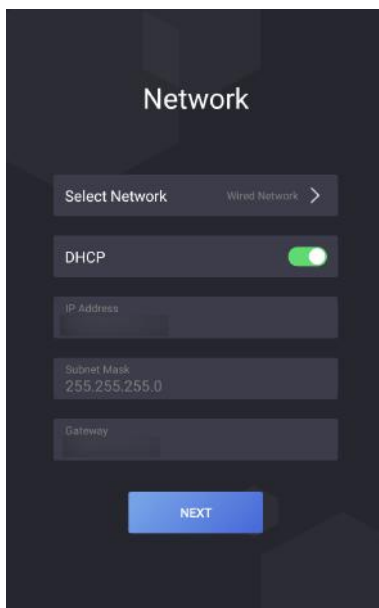 Network
Select Network
Wired Network
DHCP
IP Address
Subnet Mask
255.255.255.0
Gateway
NEXT